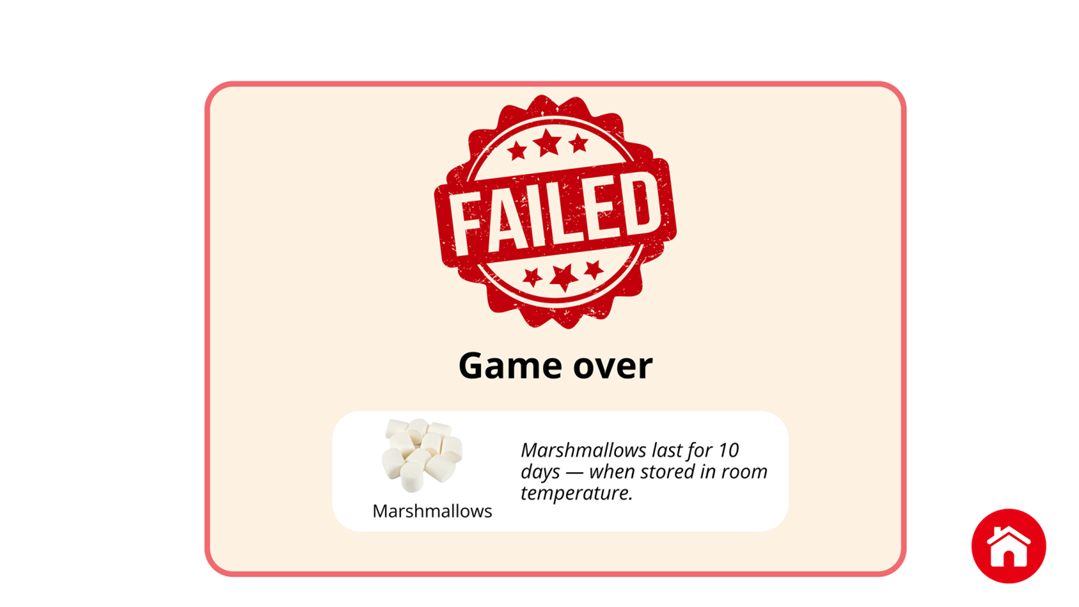 FAILED
Game over
Marshmallows last for 10
days — when stored in room
temperature.
Marshmallows